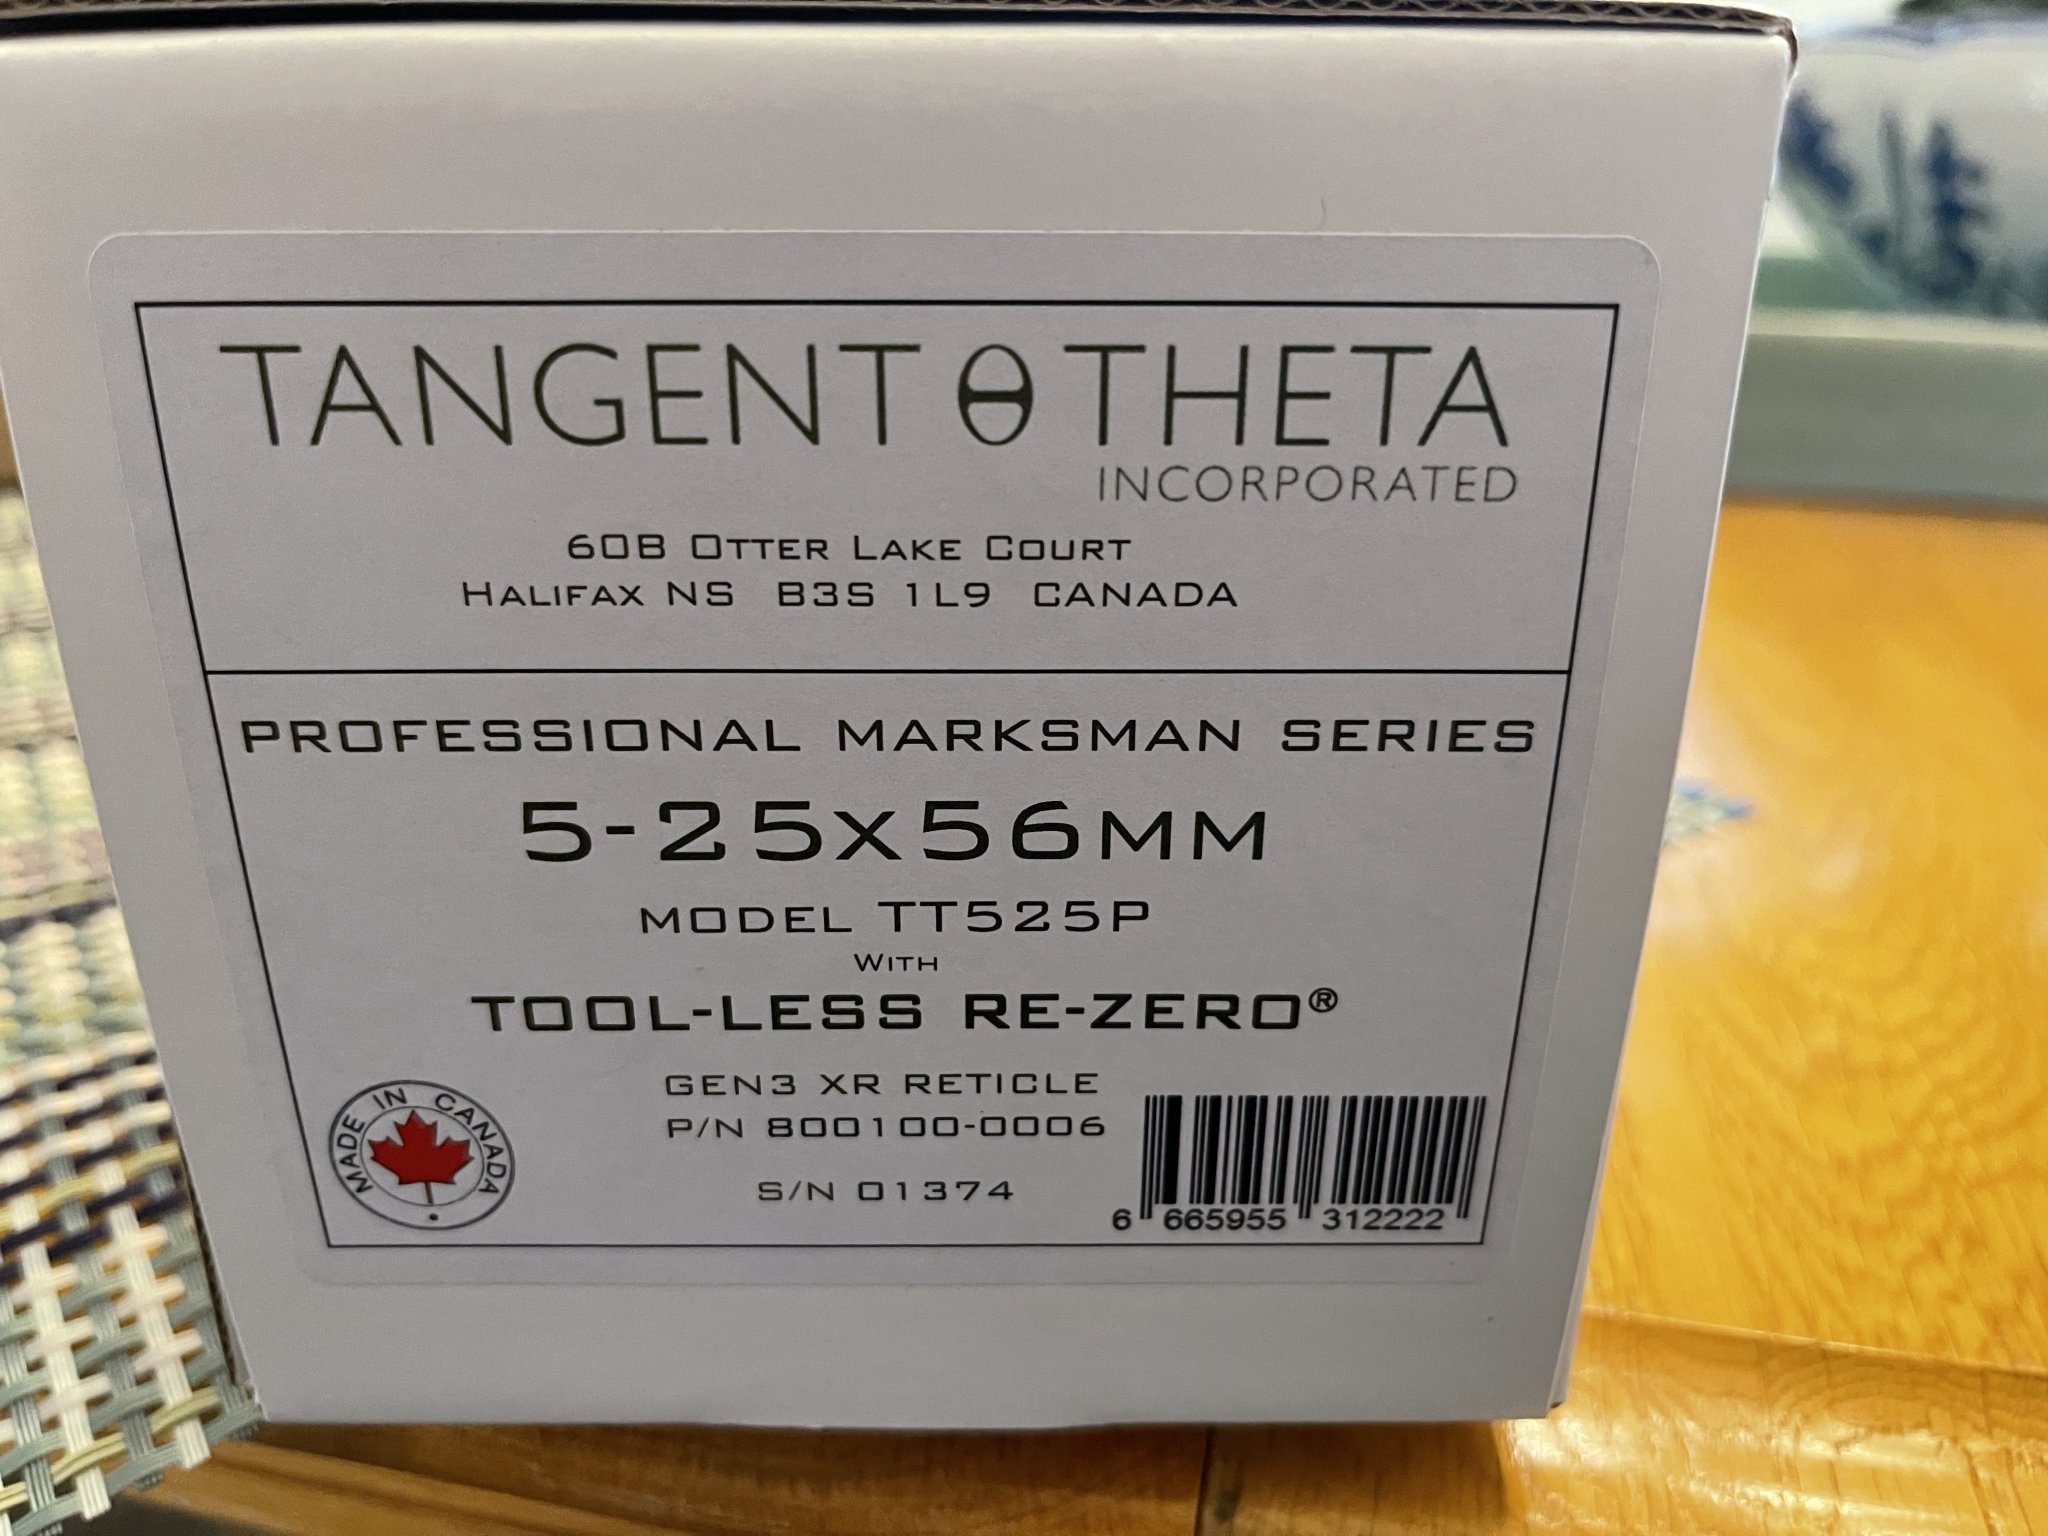 TANGENT θ THETA
INCORPORATED
60B OTTER LAKE COURT
HALIFAX NS B3S 1L9 CANADA
PROFESSIONAL MARKSMAN SERIES
5-25x56MM
MODEL TT525P
WITH
TOOL-LESS RE-ZERO®
GEN3 XR RETICLE
P/N 800100-0006
S/N 01374
MADE IN CANADA
6 665955 312222